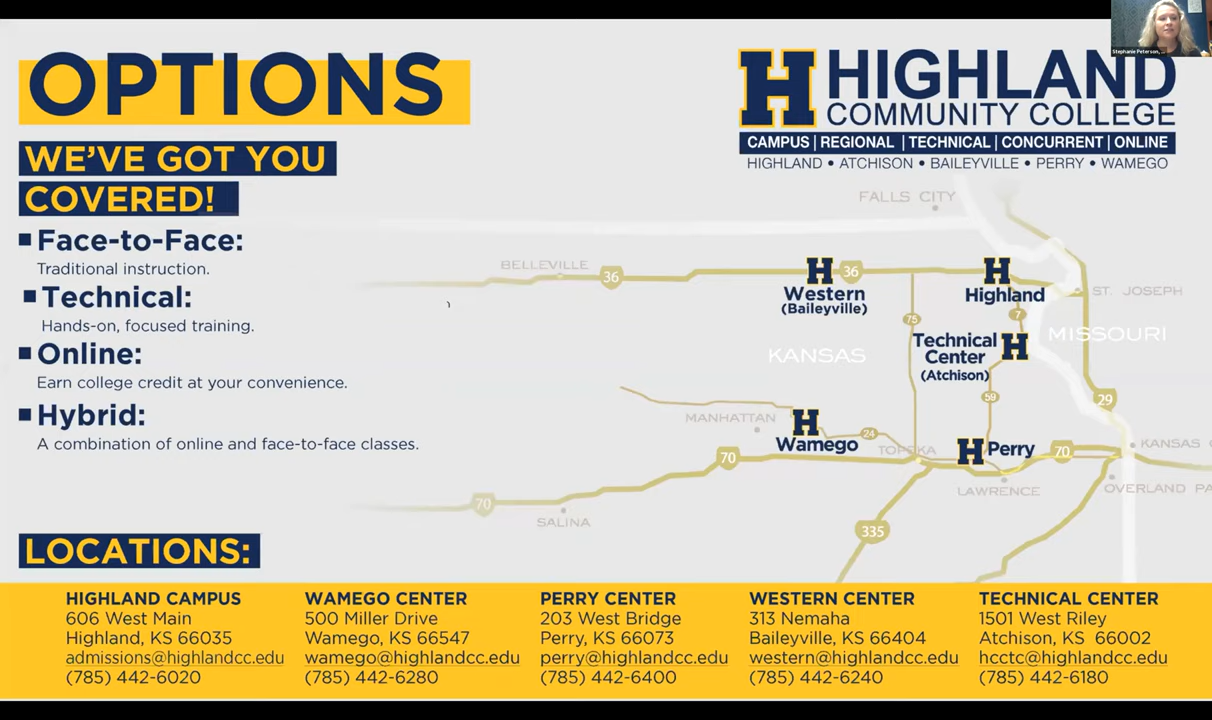 Stephanie Peterson, ...
OPTIONS
WE'VE GOT YOU
COVERED!
Face-to-Face:
Traditional instruction.
Technical:
Hands-on, focused training.
Online:
Earn college credit at your convenience.
Hybrid:
A combination of online and face-to-face classes.
H HIGHLAND
COMMUNITY COLLEGE
CAMPUS | REGIONAL | TECHNICAL | CONCURRENT | ONLINE
HIGHLAND • ATCHISON • BAILEYVILLE • PERRY • WAMEGO
FALLS CITY
BELLEVILLE
36
H
36
H
Western
(Baileyville)
Highland
ST. JOSEPH
75
7
MISSOURI
KANSAS
Technical
Center
(Atchison)
H
59
29
MANHATTAN
H
Wamego
24
TOPEKA
H Perry
70
KANSAS C
70
LAWRENCE
OVERLAND PA
70
SALINA
335
LOCATIONS:
HIGHLAND CAMPUS
606 West Main
Highland, KS 66035
admissions@highlandcc.edu
(785) 442-6020
WAMEGO CENTER
500 Miller Drive
Wamego, KS 66547
wamego@highlandcc.edu
(785) 442-6280
PERRY CENTER
203 West Bridge
Perry, KS 66073
perry@highlandcc.edu
(785) 442-6400
WESTERN CENTER
313 Nemaha
Baileyville, KS 66404
western@highlandcc.edu
(785) 442-6240
TECHNICAL CENTER
1501 West Riley
Atchison, KS 66002
hcctc@highlandcc.edu
(785) 442-6180